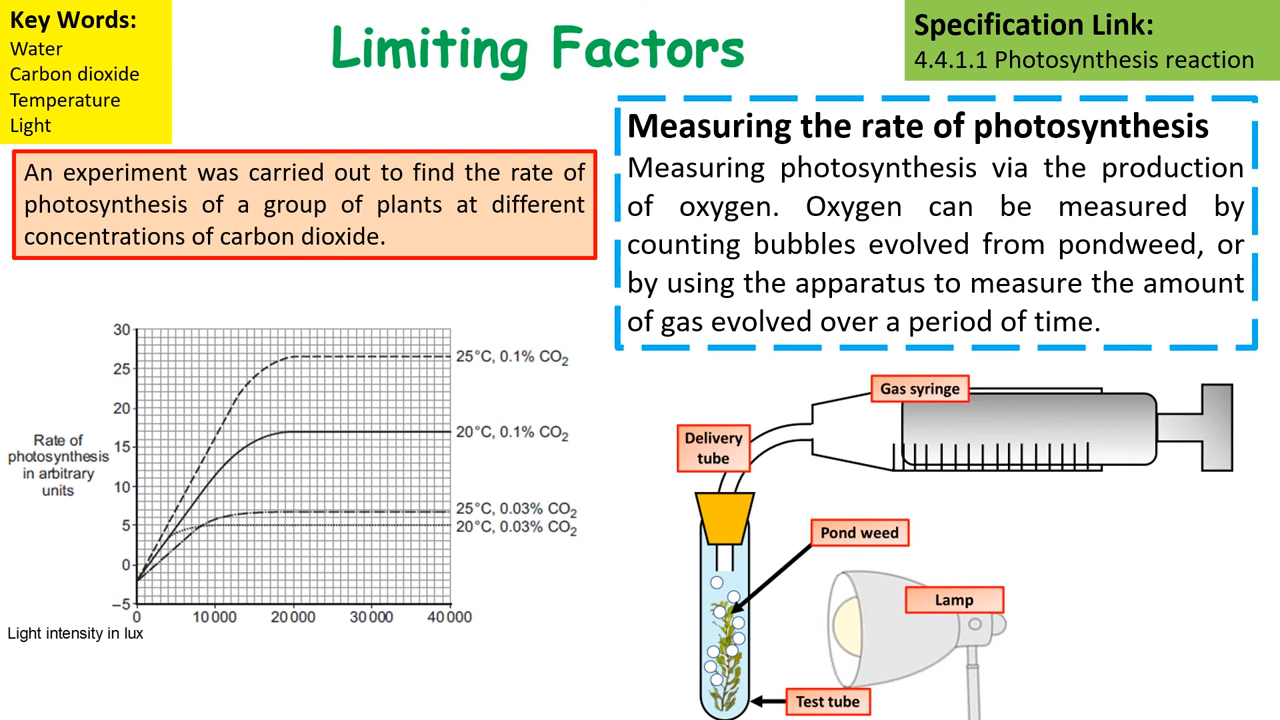 Key Words:
Water
Carbon dioxide
Temperature
Light
Limiting Factors
Specification Link:
4.4.1.1 Photosynthesis reaction
An experiment was carried out to find the rate of
photosynthesis of a group of plants at different
concentrations of carbon dioxide.
Measuring the rate of photosynthesis
Measuring photosynthesis via the production
of oxygen. Oxygen can be measured by
counting bubbles evolved from pondweed, or
by using the apparatus to measure the amount
of gas evolved over a period of time.
30
25
20
15
10
5
0
–5
Rate of
photosynthesis
in arbitrary
units
25°C, 0.1% CO₂
20°C, 0.1% CO₂
25°C, 0.03% CO₂
20°C, 0.03% CO₂
0 10 000 20 000 30 000 40 000
Light intensity in lux
Gas syringe
Delivery
tube
Pond weed
Lamp
Test tube